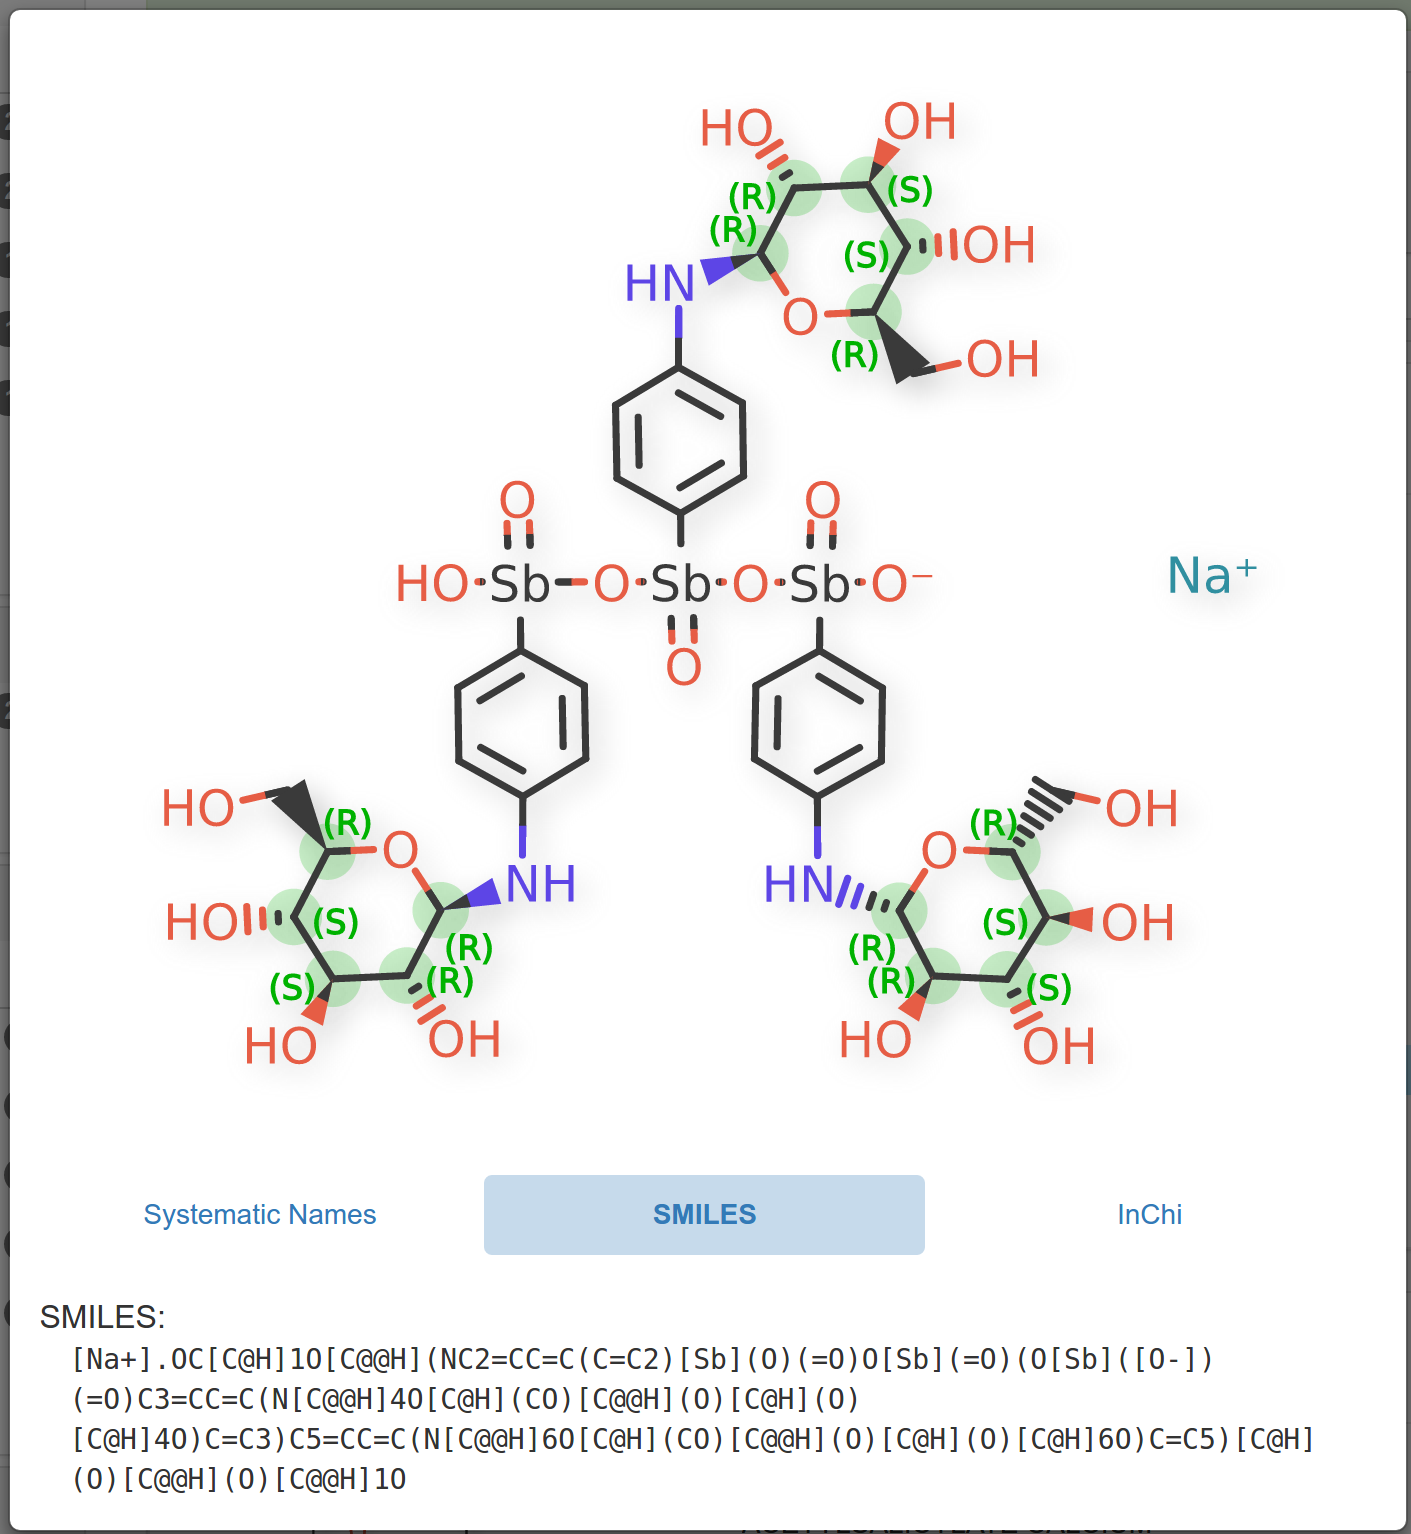 HO
OH
(R)
(S)
(R)
(S)
OH
HN
O
(R)
OH
O
O
HO
Sb
O
Sb
O
Sb
O⁻
Na⁺
O
HO
(R)
O
(R)
OH
O
NH
HN
HO
(S)
(S)
OH
(R)
(R)
(S)
(R)
(R)
(S)
HO
OH
HO
OH
Systematic Names
SMILES
InChi
SMILES:
[Na+].OC[C@H]1O[C@@H](NC2=CC=C(C=C2)[Sb](O)(=O)O[Sb](=O)(O[Sb]([O-])
(=O)C3=CC=C(N[C@@H]4O[C@H](CO)[C@@H](O)[C@H](O)
[C@H]4O)C=C3)C5=CC=C(N[C@@H]6O[C@H](CO)[C@@H](O)[C@H](O)[C@H]6O)C=C5)[C@H]
(O)[C@@H](O)[C@@H]1O